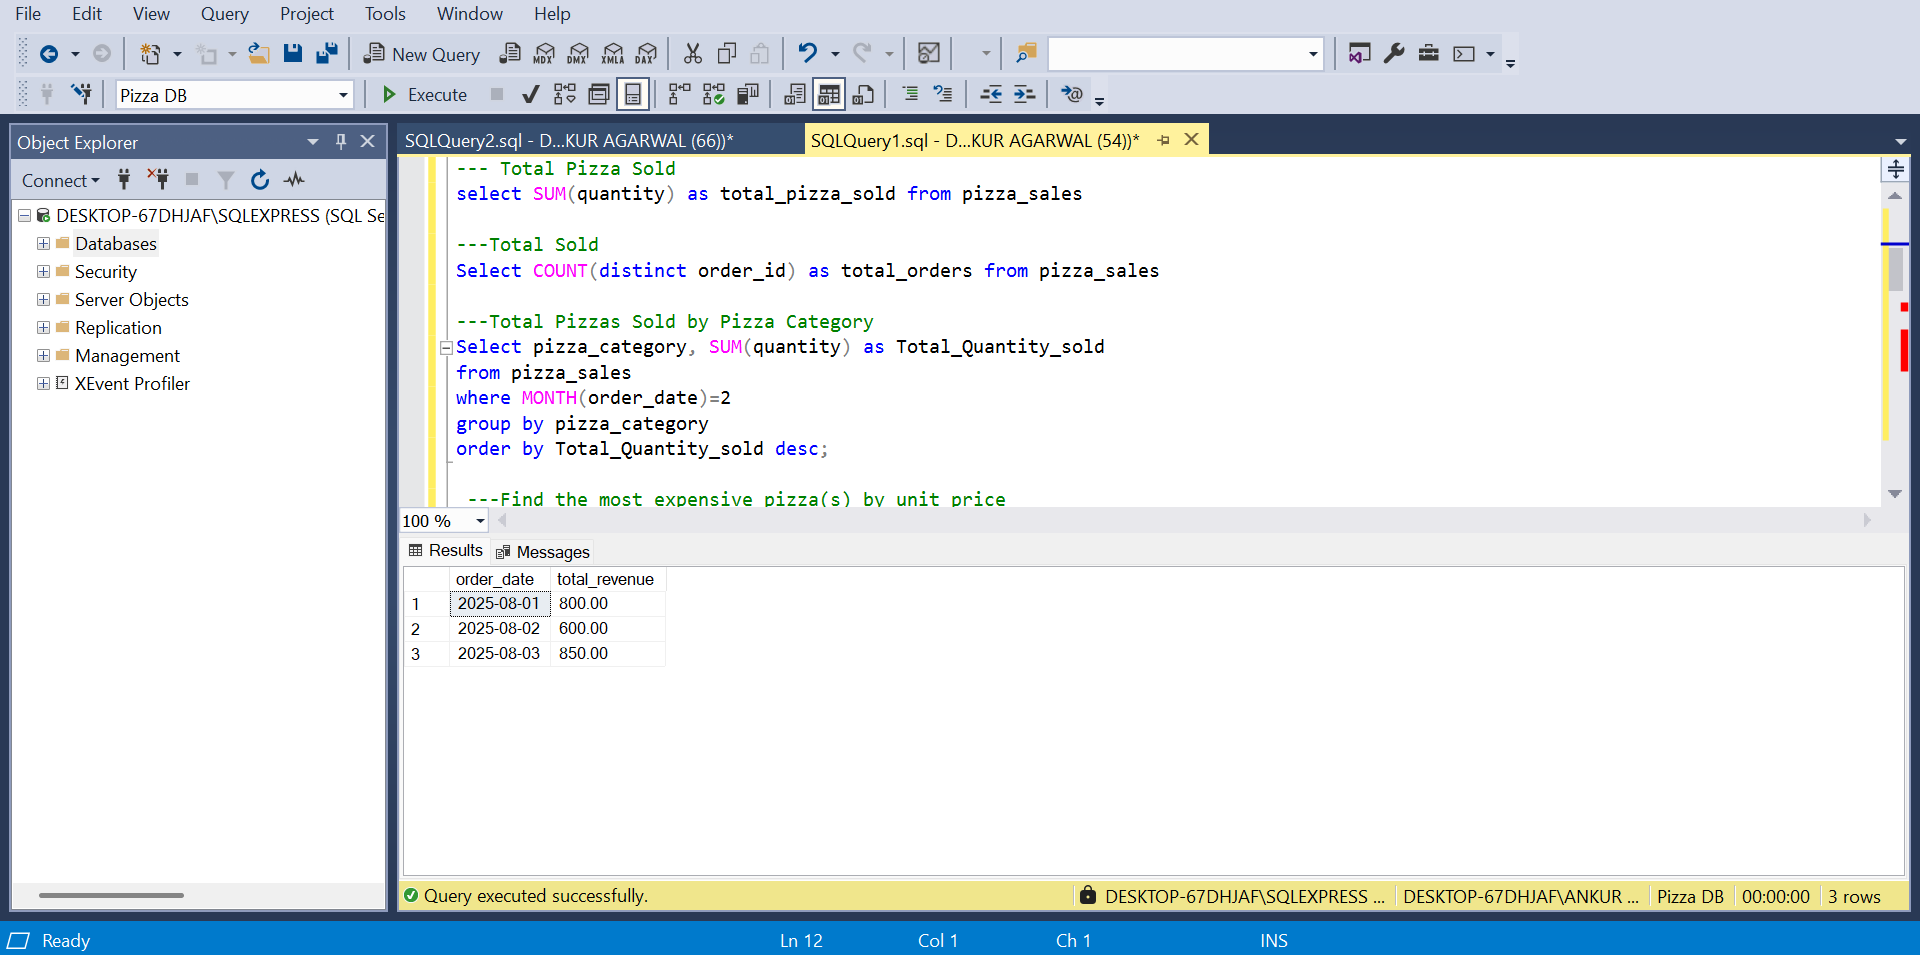 File Edit View Query Project Tools Window Help
New Query MDX DMX XMLA DAX
Pizza DB Execute
Object Explorer
Connect
DESKTOP-67DHJAF\SQLEXPRESS (SQL Se
Databases
Security
Server Objects
Replication
Management
XEvent Profiler
SQLQuery2.sql - D...KUR AGARWAL (66))* SQLQuery1.sql - D...KUR AGARWAL (54))*
--- Total Pizza Sold
select SUM(quantity) as total_pizza_sold from pizza_sales
---Total Sold
Select COUNT(distinct order_id) as total_orders from pizza_sales
---Total Pizzas Sold by Pizza Category
Select pizza_category, SUM(quantity) as Total_Quantity_sold
from pizza_sales
where MONTH(order_date)=2
group by pizza_category
order by Total_Quantity_sold desc;
---Find the most expensive pizza(s) by unit price
100 %
Results Messages
order_date total_revenue
1 2025-08-01 800.00
2 2025-08-02 600.00
3 2025-08-03 850.00
Query executed successfully. DESKTOP-67DHJAF\SQLEXPRESS ... DESKTOP-67DHJAF\ANKUR ... Pizza DB 00:00:00 3 rows
Ready Ln 12 Col 1 Ch 1 INS